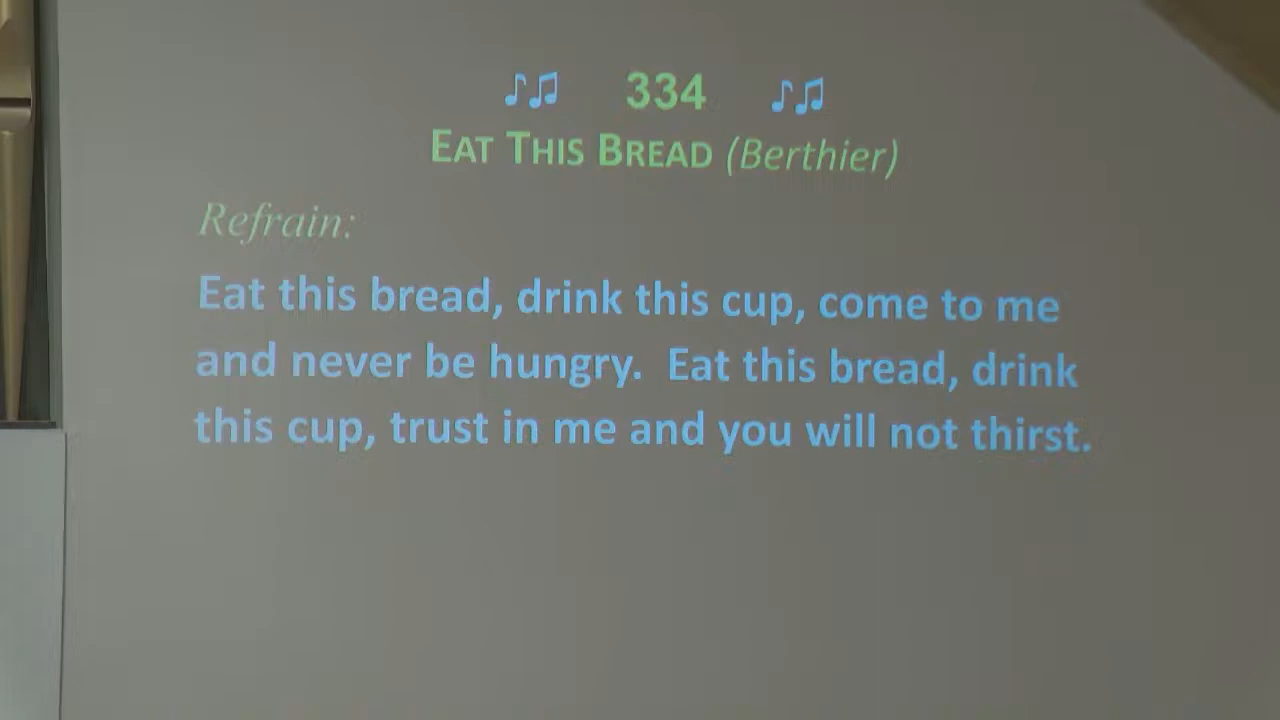 ♪♫ 334 ♪♫
EAT THIS BREAD (Berthier)
Refrain:
Eat this bread, drink this cup, come to me
and never be hungry. Eat this bread, drink
this cup, trust in me and you will not thirst.